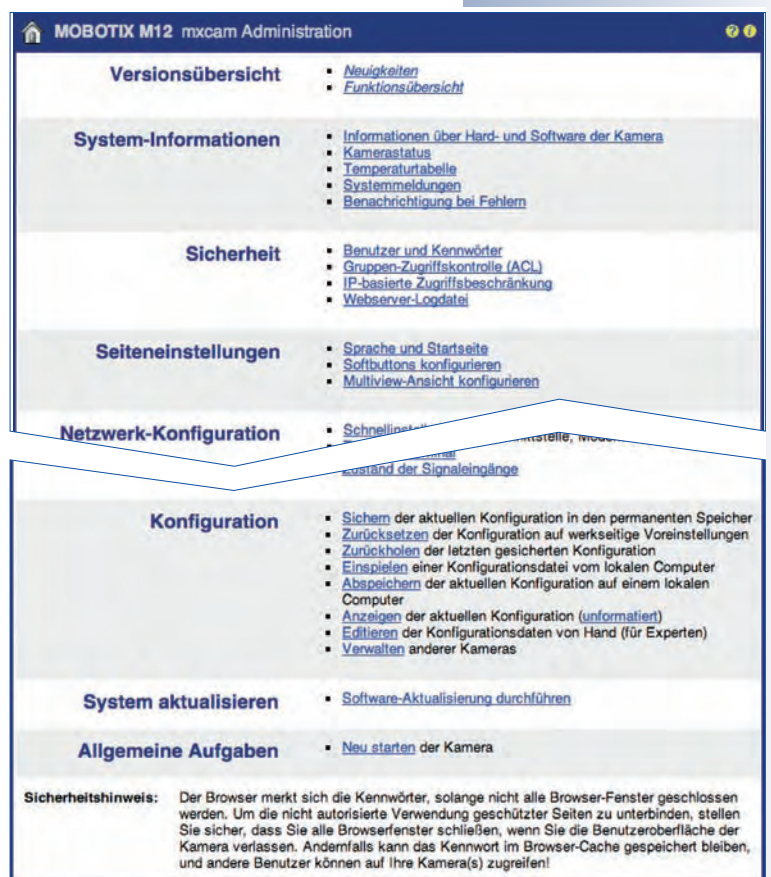 MOBOTIX M12 mxcam Administration
Versionsübersicht
Neuigkeiten
Funktionsübersicht
System-Informationen
Informationen über Hard- und Software der Kamera
Kamerastatus
Temperaturtabelle
Systemmeldungen
Benachrichtigung bei Fehlern
Sicherheit
Benutzer und Kennwörter
Gruppen-Zugriffskontrolle (ACL)
IP-basierte Zugriffsbeschränkung
Webserver-Logdatei
Seiteneinstellungen
Sprache und Startseite
Softbuttons konfigurieren
Multiview-Ansicht konfigurieren
Netzwerk-Konfiguration
Zustand der Signaleingänge
Konfiguration
Sichern der aktuellen Konfiguration in den permanenten Speicher
Zurücksetzen der Konfiguration auf werkseitige Voreinstellungen
Zurückholen der letzten gesicherten Konfiguration
Einspielen einer Konfigurationsdatei vom lokalen Computer
Abspeichern der aktuellen Konfiguration auf einem lokalen
Computer
Anzeigen der aktuellen Konfiguration (unformatiert)
Editieren der Konfigurationsdaten von Hand (für Experten)
Verwalten anderer Kameras
System aktualisieren
Software-Aktualisierung durchführen
Allgemeine Aufgaben
Neu starten der Kamera
Sicherheitshinweis: Der Browser merkt sich die Kennwörter, solange nicht alle Browser-Fenster geschlossen
werden. Um die nicht autorisierte Verwendung geschützter Seiten zu unterbinden, stellen
Sie sicher, dass Sie alle Browserfenster schließen, wenn Sie die Benutzeroberfläche der
Kamera verlassen. Andernfalls kann das Kennwort im Browser-Cache gespeichert bleiben,
und andere Benutzer können auf Ihre Kamera(s) zugreifen!